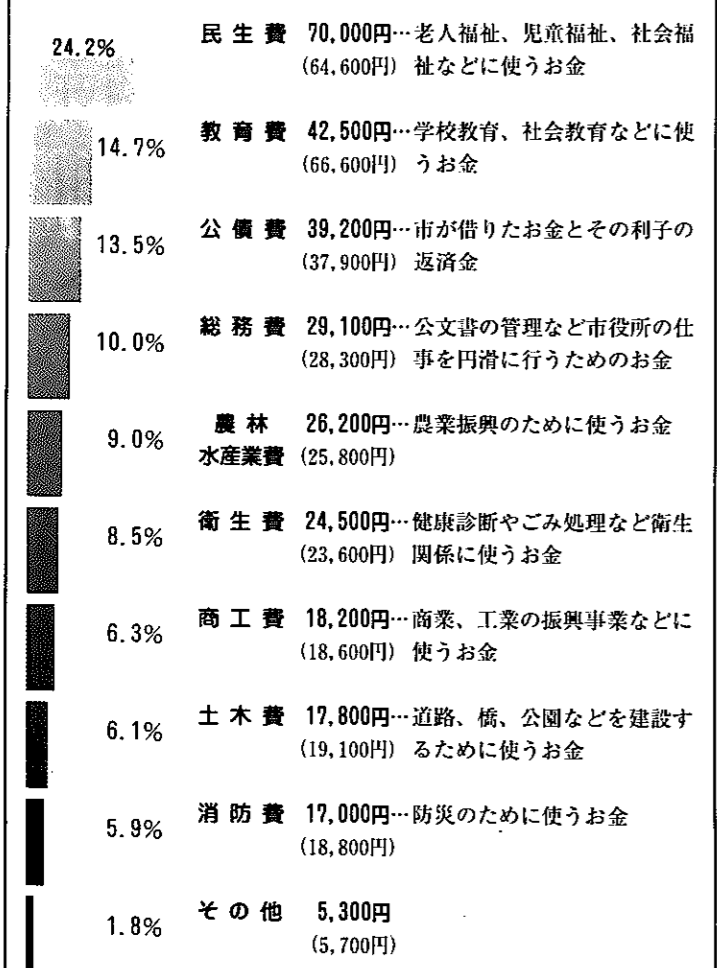 24.2%
民生費 70,000円…老人福祉、児童福祉、社会福
(64,600円) 祉などに使うお金
14.7%
教育費 42,500円…学校教育、社会教育などに使
(66,600円) うお金
13.5%
公債費 39,200円…市が借りたお金とその利子の
(37,900円) 返済金
10.0%
総務費 29,100円…公文書の管理など市役所の仕
(28,300円) 事を円滑に行うためのお金
9.0%
農林 26,200円…農業振興のために使うお金
水産業費 (25,800円)
8.5%
衛生費 24,500円…健康診断やごみ処理など衛生
(23,600円) 関係に使うお金
6.3%
商工費 18,200円…商業、工業の振興事業などに
(18,600円) 使うお金
6.1%
土木費 17,800円…道路、橋、公園などを建設す
(19,100円) るために使うお金
5.9%
消防費 17,000円…防災のために使うお金
(18,800円)
1.8%
その他 5,300円
(5,700円)